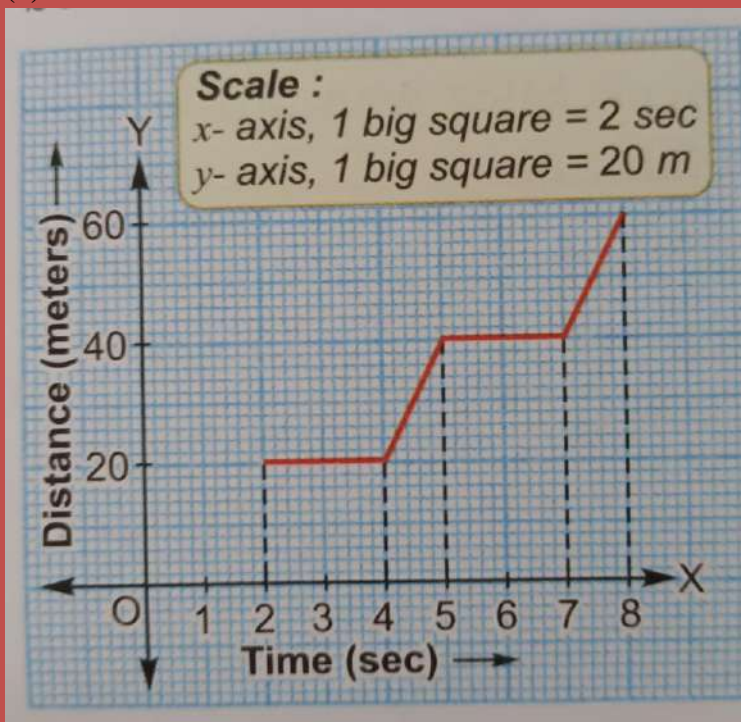 Scale :
x- axis, 1 big square = 2 sec
y- axis, 1 big square = 20 m
Y
60
40
20
Distance (meters)
O 1 2 3 4 5 6 7 8 X
Time (sec)